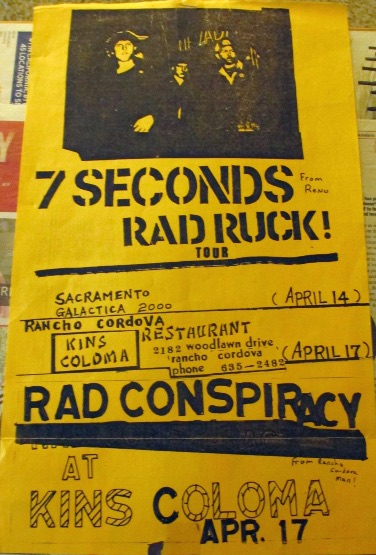 7 SECONDS
From Reno
RAD RUCK!
TOUR
SACRAMENTO
GALACTICA 2000
(APRIL 14)
RANCHO CORDOVA
KINS
COLOMA
RESTAURANT
2182 woodlawn drive
rancho cordova
phone 635-2482
(APRIL 17)
RAD CONSPIRACY
from Rancho
Cordova
Man!
AT
KINS COLOMA
APR. 17